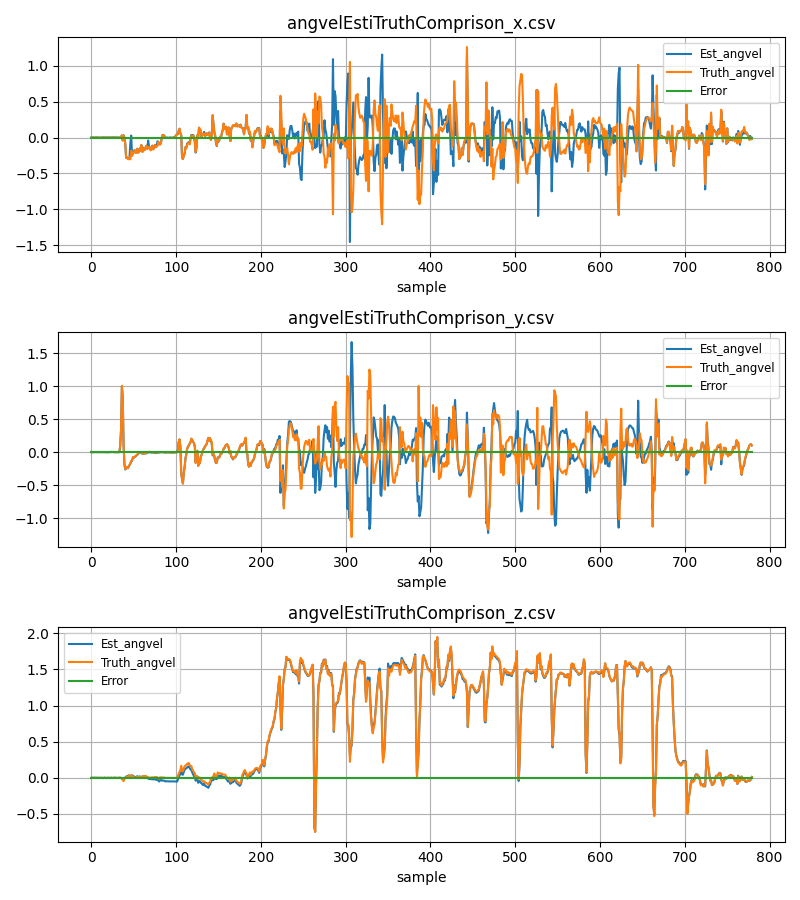 angvelEstiTruthComprison_x.csv
1.0
0.5
0.0
−0.5
−1.0
−1.5
Est_angvel
Truth_angvel
Error
0 100 200 300 400 500 600 700 800
sample
angvelEstiTruthComprison_y.csv
1.5
1.0
0.5
0.0
−0.5
−1.0
Est_angvel
Truth_angvel
Error
0 100 200 300 400 500 600 700 800
sample
angvelEstiTruthComprison_z.csv
2.0
1.5
1.0
0.5
0.0
−0.5
Est_angvel
Truth_angvel
Error
0 100 200 300 400 500 600 700 800
sample